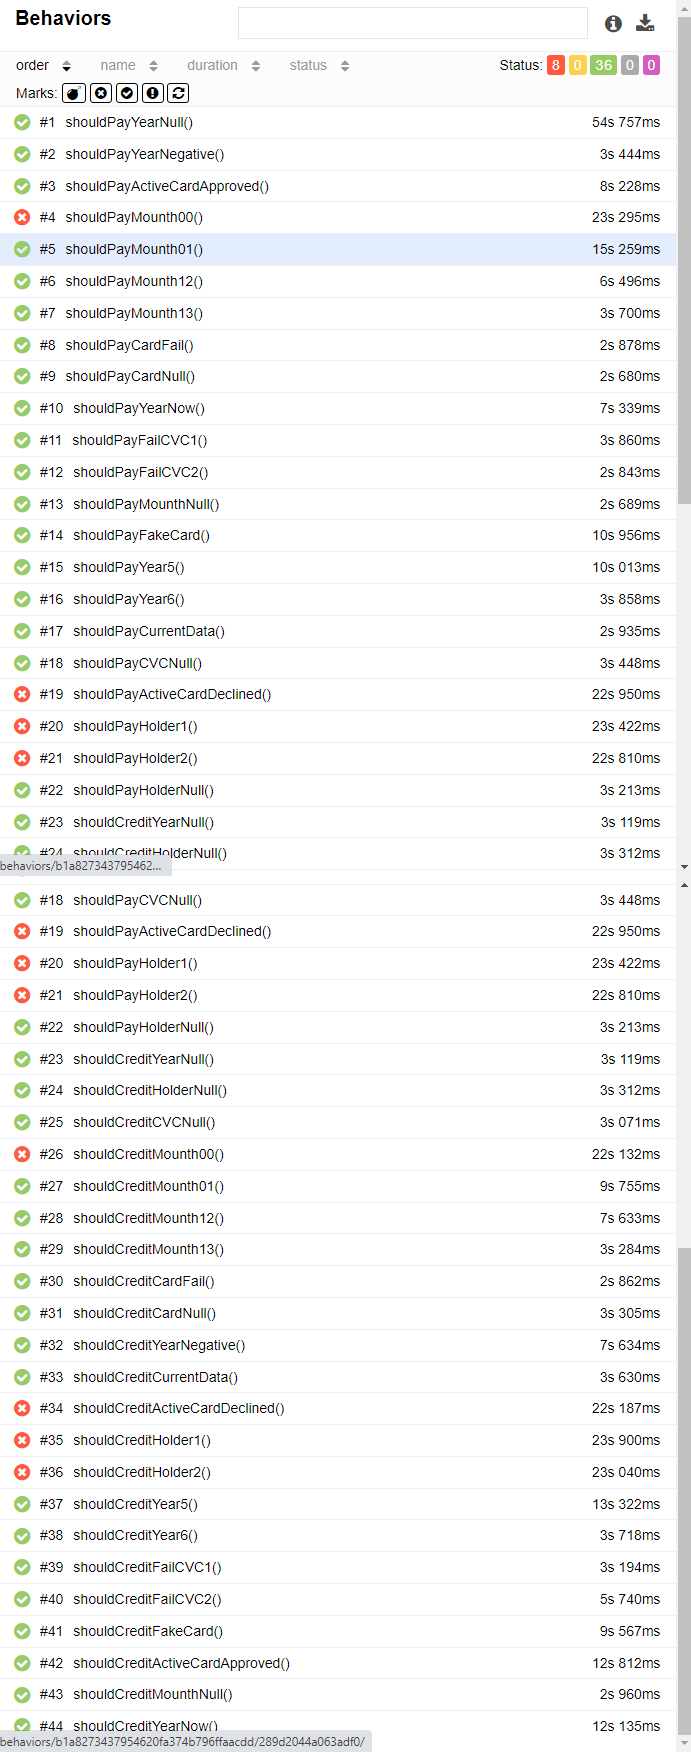 Behaviors
order name duration status Status: 8 0 36 0 0
Marks:
#1 shouldPayYearNull() 54s 757ms
#2 shouldPayYearNegative() 3s 444ms
#3 shouldPayActiveCardApproved() 8s 228ms
#4 shouldPayMounth00() 23s 295ms
#5 shouldPayMounth01() 15s 259ms
#6 shouldPayMounth12() 6s 496ms
#7 shouldPayMounth13() 3s 700ms
#8 shouldPayCardFail() 2s 878ms
#9 shouldPayCardNull() 2s 680ms
#10 shouldPayYearNow() 7s 339ms
#11 shouldPayFailCVC1() 3s 860ms
#12 shouldPayFailCVC2() 2s 843ms
#13 shouldPayMounthNull() 2s 689ms
#14 shouldPayFakeCard() 10s 956ms
#15 shouldPayYear5() 10s 013ms
#16 shouldPayYear6() 3s 858ms
#17 shouldPayCurrentData() 2s 935ms
#18 shouldPayCVCNull() 3s 448ms
#19 shouldPayActiveCardDeclined() 22s 950ms
#20 shouldPayHolder1() 23s 422ms
#21 shouldPayHolder2() 22s 810ms
#22 shouldPayHolderNull() 3s 213ms
#23 shouldCreditYearNull() 3s 119ms
#24 shouldCreditHolderNull() 3s 312ms
behaviors/b1a827343795462...
#18 shouldPayCVCNull() 3s 448ms
#19 shouldPayActiveCardDeclined() 22s 950ms
#20 shouldPayHolder1() 23s 422ms
#21 shouldPayHolder2() 22s 810ms
#22 shouldPayHolderNull() 3s 213ms
#23 shouldCreditYearNull() 3s 119ms
#24 shouldCreditHolderNull() 3s 312ms
#25 shouldCreditCVCNull() 3s 071ms
#26 shouldCreditMounth00() 22s 132ms
#27 shouldCreditMounth01() 9s 755ms
#28 shouldCreditMounth12() 7s 633ms
#29 shouldCreditMounth13() 3s 284ms
#30 shouldCreditCardFail() 2s 862ms
#31 shouldCreditCardNull() 3s 305ms
#32 shouldCreditYearNegative() 7s 634ms
#33 shouldCreditCurrentData() 3s 630ms
#34 shouldCreditActiveCardDeclined() 22s 187ms
#35 shouldCreditHolder1() 23s 900ms
#36 shouldCreditHolder2() 23s 040ms
#37 shouldCreditYear5() 13s 322ms
#38 shouldCreditYear6() 3s 718ms
#39 shouldCreditFailCVC1() 3s 194ms
#40 shouldCreditFailCVC2() 5s 740ms
#41 shouldCreditFakeCard() 9s 567ms
#42 shouldCreditActiveCardApproved() 12s 812ms
#43 shouldCreditMounthNull() 2s 960ms
#44 shouldCreditYearNow() 12s 135ms
behaviors/b1a8273437954620fa374b796ffaacdd/289d2044a063adf0/